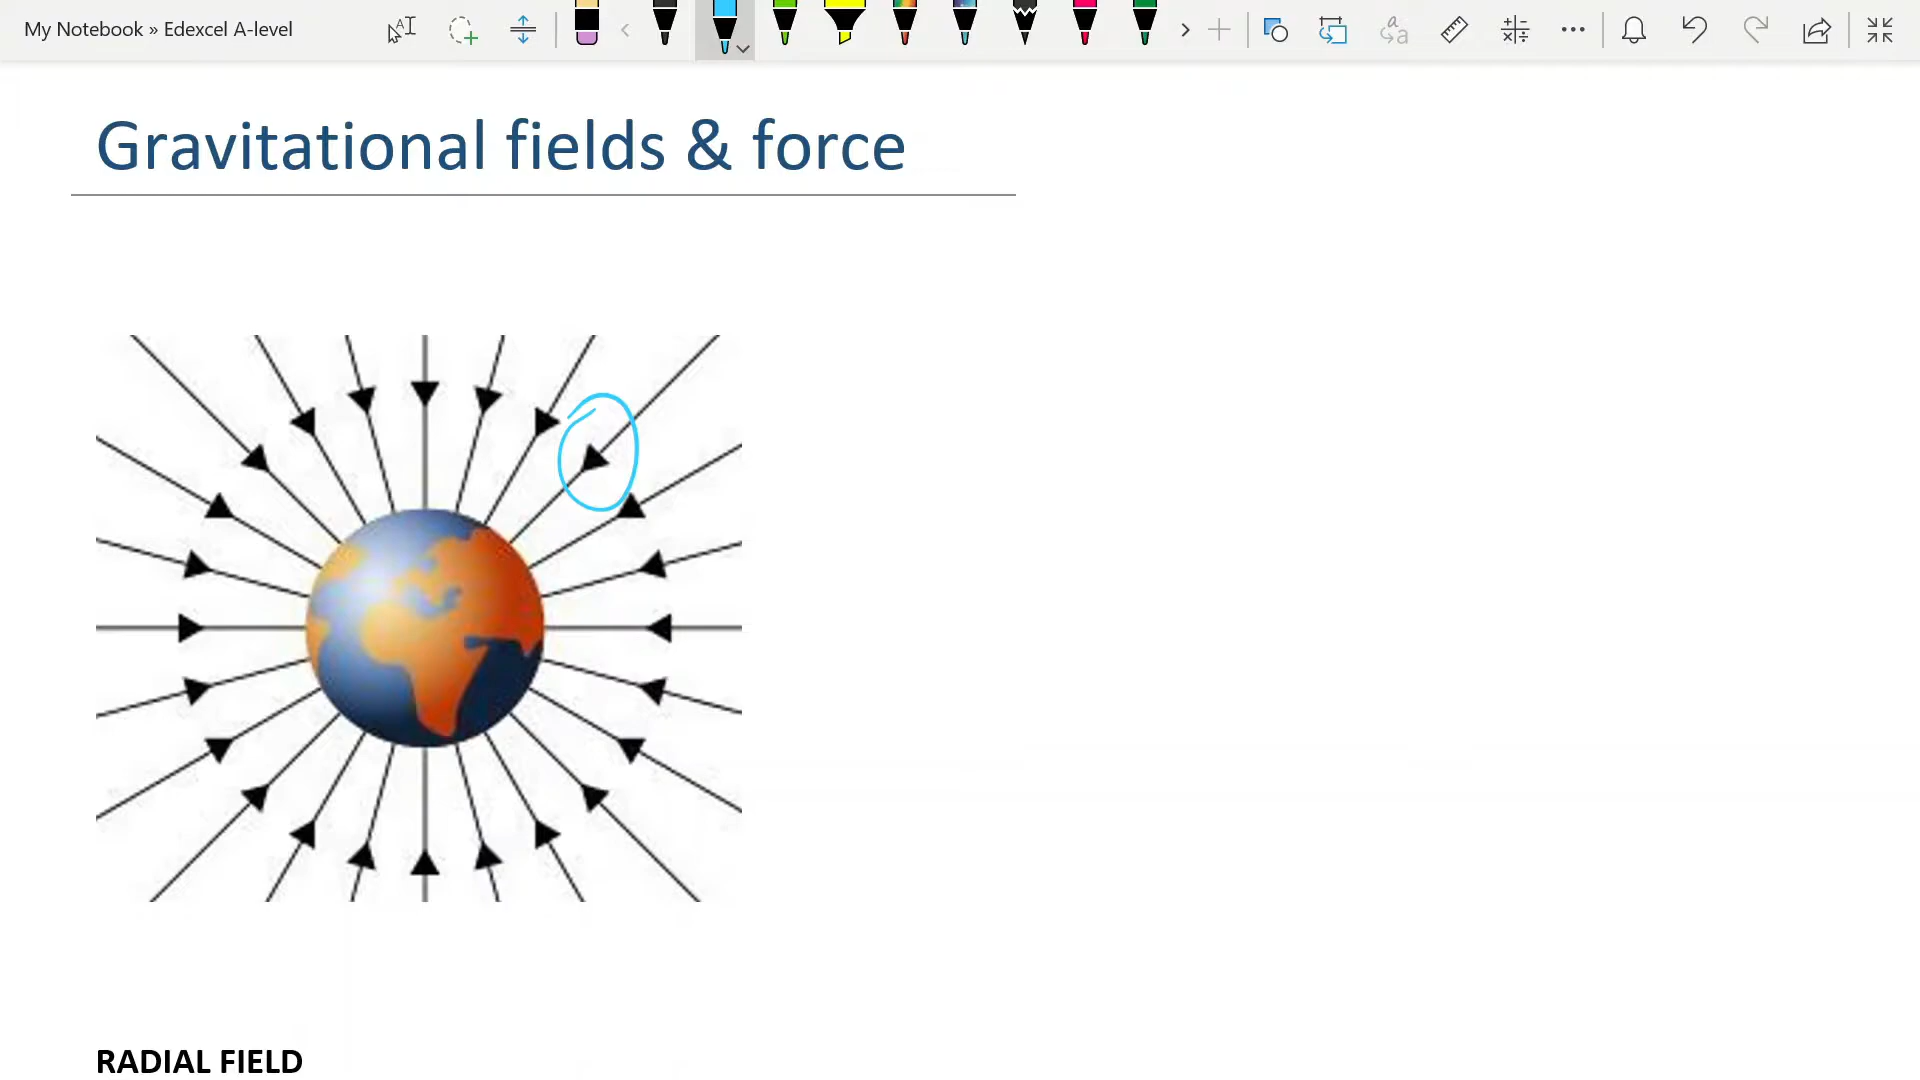 My Notebook » Edexcel A-level
Gravitational fields & force
RADIAL FIELD